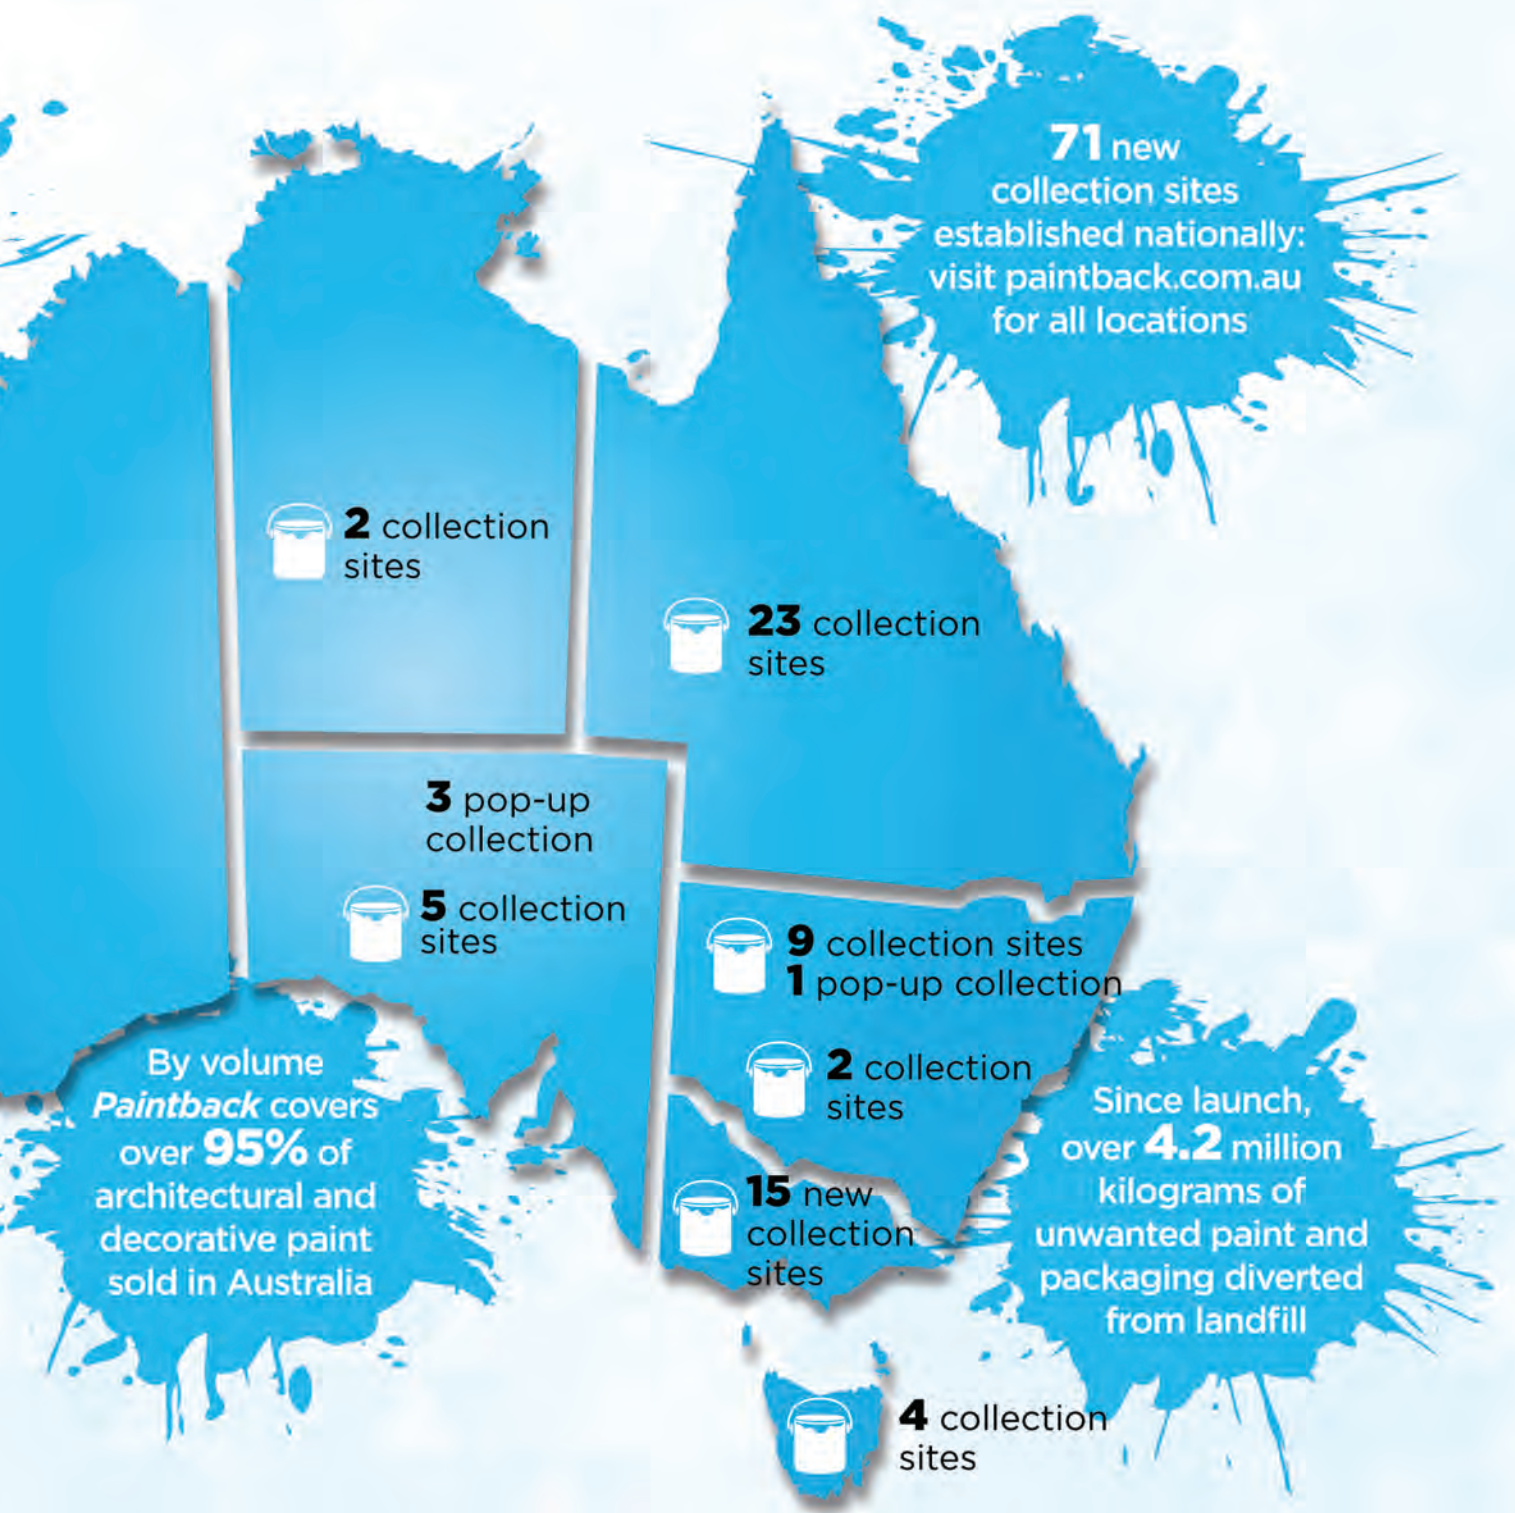 71 new
collection sites
established nationally:
visit paintback.com.au
for all locations
2 collection
sites
23 collection
sites
3 pop-up
collection
5 collection
sites
9 collection sites
1 pop-up collection
2 collection
sites
15 new
collection
sites
4 collection
sites
By volume
Paintback covers
over 95% of
architectural and
decorative paint
sold in Australia
Since launch,
over 4.2 million
kilograms of
unwanted paint and
packaging diverted
from landfill